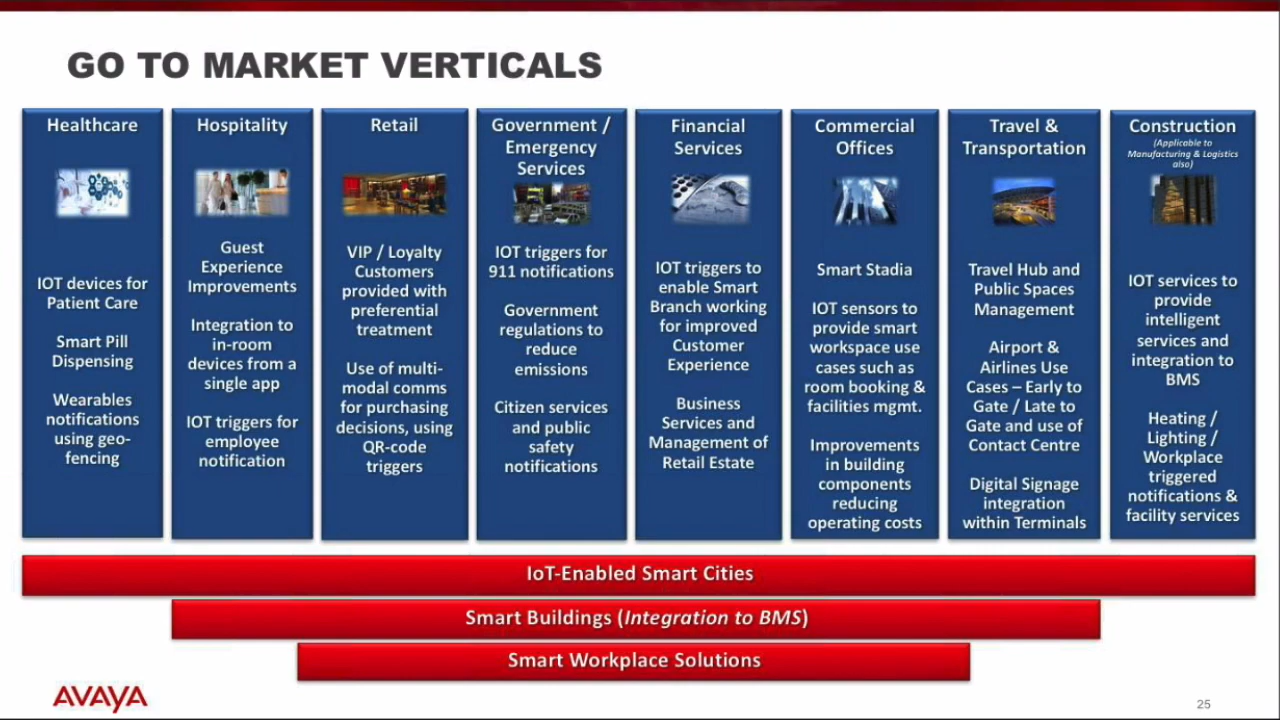 GO TO MARKET VERTICALS
Healthcare
IOT devices for
Patient Care
Smart Pill
Dispensing
Wearables
notifications
using geo-
fencing
Hospitality
Guest
Experience
Improvements
Integration to
in-room
devices from a
single app
IOT triggers for
employee
notification
Retail
VIP / Loyalty
Customers
provided with
preferential
treatment
Use of multi-
modal comms
for purchasing
decisions, using
QR-code
triggers
Government /
Emergency
Services
IOT triggers for
911 notifications
Government
regulations to
reduce
emissions
Citizen services
and public
safety
notifications
Financial
Services
IOT triggers to
enable Smart
Branch working
for improved
Customer
Experience
Business
Services and
Management of
Retail Estate
Commercial
Offices
Smart Stadia
IOT sensors to
provide smart
workspace use
cases such as
room booking &
facilities mgmt.
Improvements
in building
components
reducing
operating costs
Travel &
Transportation
Travel Hub and
Public Spaces
Management
Airport &
Airlines Use
Cases – Early to
Gate / Late to
Gate and use of
Contact Centre
Digital Signage
integration
within Terminals
Construction
(Applicable to
Manufacturing & Logistics
also)
IOT services to
provide
intelligent
services and
integration to
BMS
Heating /
Lighting /
Workplace
triggered
notifications &
facility services
IoT-Enabled Smart Cities
Smart Buildings (Integration to BMS)
Smart Workplace Solutions
AVAYA
25